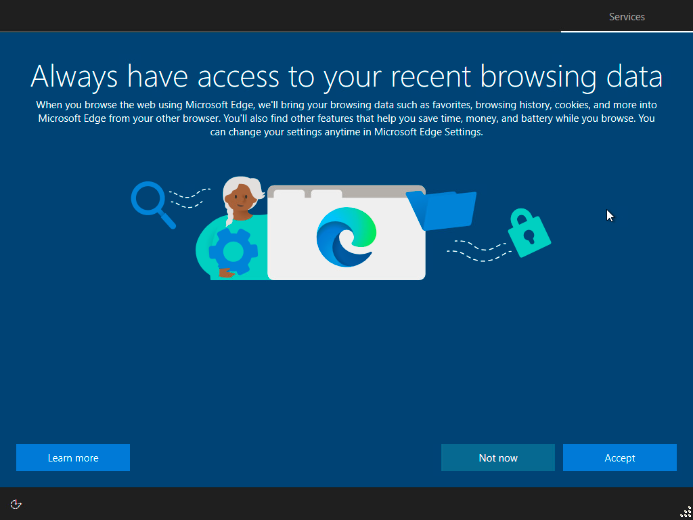 Services
Always have access to your recent browsing data
When you browse the web using Microsoft Edge, we'll bring your browsing data such as favorites, browsing history, cookies, and more into
Microsoft Edge from your other browser. You'll also find other features that help you save time, money, and battery while you browse. You
can change your settings anytime in Microsoft Edge Settings.
Learn more
Not now
Accept